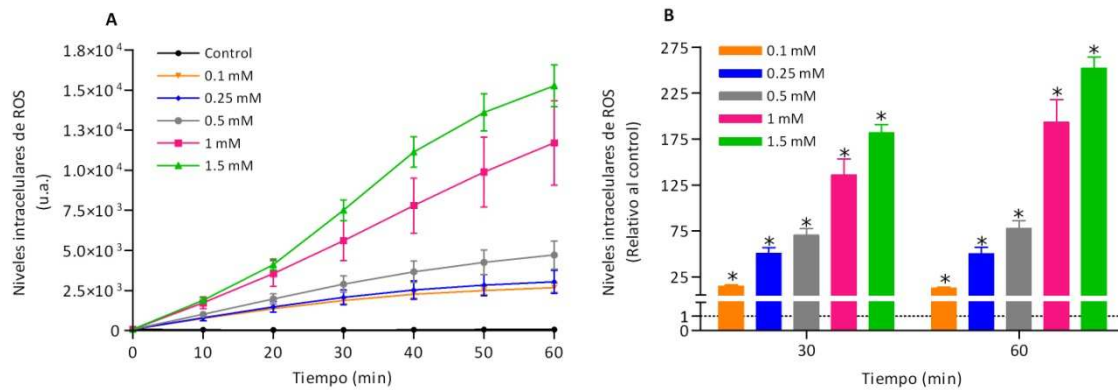 A
Niveles intracelulares de ROS
(u.a.)
1.8×10⁴
1.5×10⁴
1.3×10⁴
1.0×10⁴
7.5×10³
5.0×10³
2.5×10³
0
Control
0.1 mM
0.25 mM
0.5 mM
1 mM
1.5 mM
0 10 20 30 40 50 60
Tiempo (min)
B
Niveles intracelulares de ROS
(Relativo al control)
275
225
175
125
75
25
1
0
0.1 mM
0.25 mM
0.5 mM
1 mM
1.5 mM
* * * * * * * * * *
30 60
Tiempo (min)